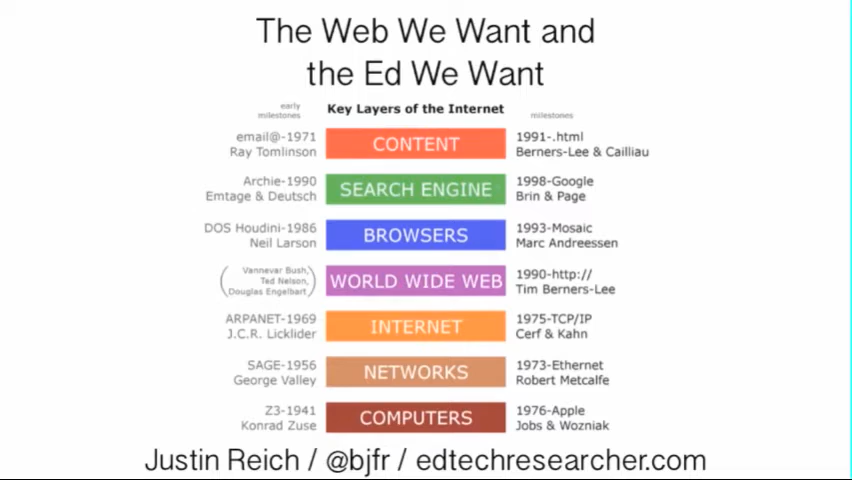 The Web We Want and
the Ed We Want
early
milestones
Key Layers of the Internet
milestones
email@-1971
Ray Tomlinson
CONTENT
1991-.html
Berners-Lee & Cailliau
Archie-1990
Emtage & Deutsch
SEARCH ENGINE
1998-Google
Brin & Page
DOS Houdini-1986
Neil Larson
BROWSERS
1993-Mosaic
Marc Andreessen
(Vannevar Bush,
Ted Nelson,
Douglas Engelbart)
WORLD WIDE WEB
1990-http://
Tim Berners-Lee
ARPANET-1969
J.C.R. Licklider
INTERNET
1975-TCP/IP
Cerf & Kahn
SAGE-1956
George Valley
NETWORKS
1973-Ethernet
Robert Metcalfe
Z3-1941
Konrad Zuse
COMPUTERS
1976-Apple
Jobs & Wozniak
Justin Reich / @bjfr / edtechresearcher.com